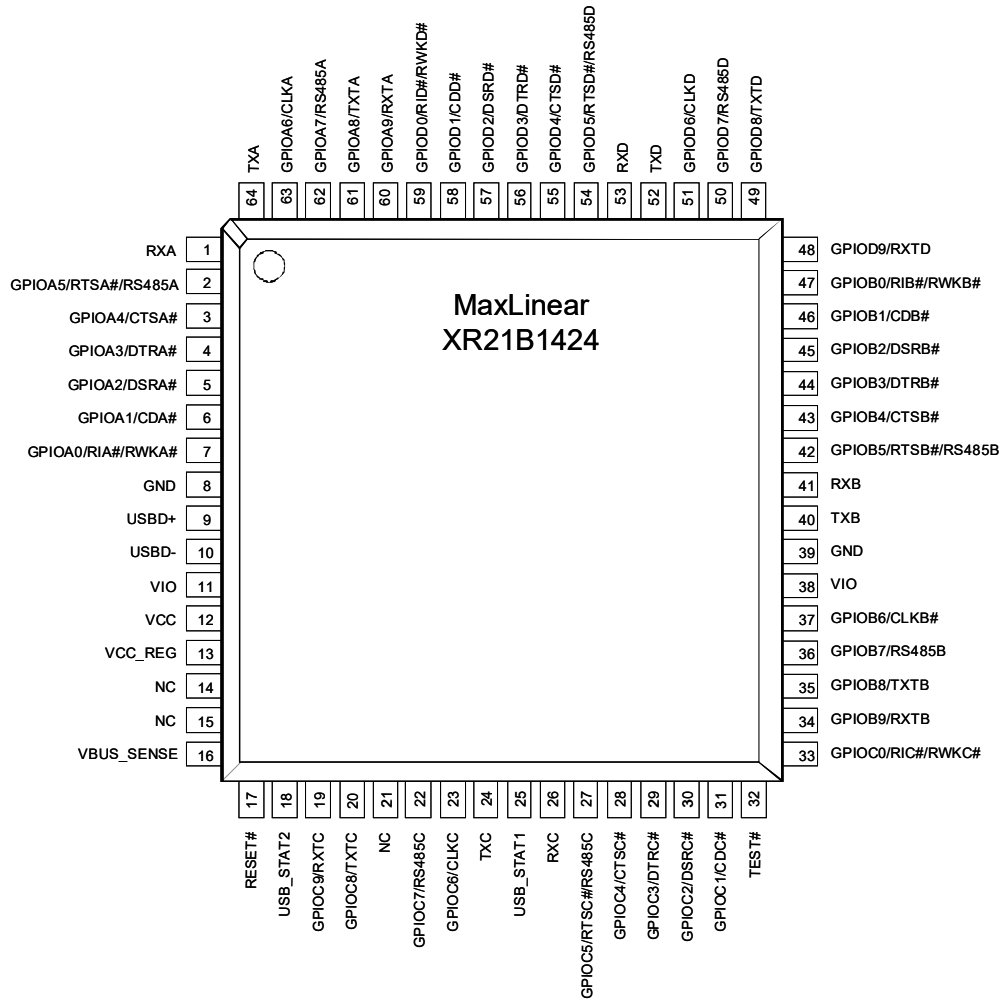 TXA
GPIOA6/CLKA
GPIOA7/RS485A
GPIOA8/TXTA
GPIOA9/RXTA
GPIOD0/RID#/RWKD#
GPIOD1/CDD#
GPIOD2/DSRD#
GPIOD3/DTRD#
GPIOD4/CTSD#
GPIOD5/RTSD#/RS485D
RXD
TXD
GPIOD6/CLKD
GPIOD7/RS485D
GPIOD8/TXTD
64
63
62
61
60
59
58
57
56
55
54
53
52
51
50
49
RXA 1
GPIOA5/RTSA#/RS485A 2
GPIOA4/CTSA# 3
GPIOA3/DTRA# 4
GPIOA2/DSRA# 5
GPIOA1/CDA# 6
GPIOA0/RIA#/RWKA# 7
GND 8
USBD+ 9
USBD- 10
VIO 11
VCC 12
VCC_REG 13
NC 14
NC 15
VBUS_SENSE 16
MaxLinear
XR21B1424
48 GPIOD9/RXTD
47 GPIOB0/RIB#/RWKB#
46 GPIOB1/CDB#
45 GPIOB2/DSRB#
44 GPIOB3/DTRB#
43 GPIOB4/CTSB#
42 GPIOB5/RTSB#/RS485B
41 RXB
40 TXB
39 GND
38 VIO
37 GPIOB6/CLKB#
36 GPIOB7/RS485B
35 GPIOB8/TXTB
34 GPIOB9/RXTB
33 GPIOC0/RIC#/RWKC#
17
18
19
20
21
22
23
24
25
26
27
28
29
30
31
32
RESET#
USB_STAT2
GPIOC9/RXTC
GPIOC8/TXTC
NC
GPIOC7/RS485C
GPIOC6/CLKC
TXC
USB_STAT1
RXC
GPIOC5/RTSC#/RS485C
GPIOC4/CTSC#
GPIOC3/DTRC#
GPIOC2/DSRC#
GPIOC1/CDC#
TEST#